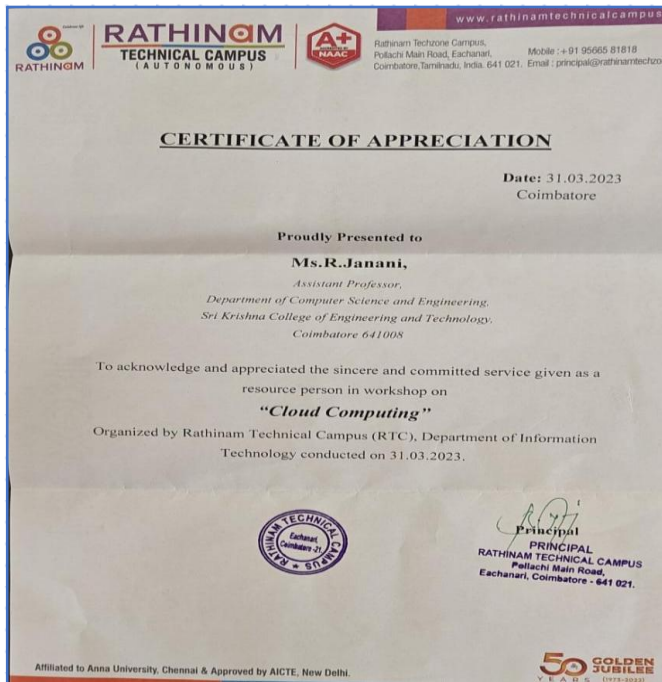 www.rathinamtechnicalcampus
RATHINAM
RATHINAM
TECHNICAL CAMPUS
(AUTONOMOUS)
A+
NAAC
Rathinam Techzone Campus,
Pollachi Main Road, Eachanari,
Coimbatore,Tamilnadu, India. 641 021.
Mobile : +91 95665 81818
Email : principal@rathinamtechzo
CERTIFICATE OF APPRECIATION
Date: 31.03.2023
Coimbatore
Proudly Presented to
Ms.R.Janani,
Assistant Professor,
Department of Computer Science and Engineering,
Sri Krishna College of Engineering and Technology,
Coimbatore 641008
To acknowledge and appreciated the sincere and committed service given as a
resource person in workshop on
“Cloud Computing”
Organized by Rathinam Technical Campus (RTC), Department of Information
Technology conducted on 31.03.2023.
RATHINAM TECHNICAL CAMPUS
Eachanari,
Coimbatore -21.
Principal
PRINCIPAL
RATHINAM TECHNICAL CAMPUS
Pollachi Main Road,
Eachanari, Coimbatore - 641 021.
Affiliated to Anna University, Chennai & Approved by AICTE, New Delhi.
50 GOLDEN
JUBILEE
YEARS (1973-2023)